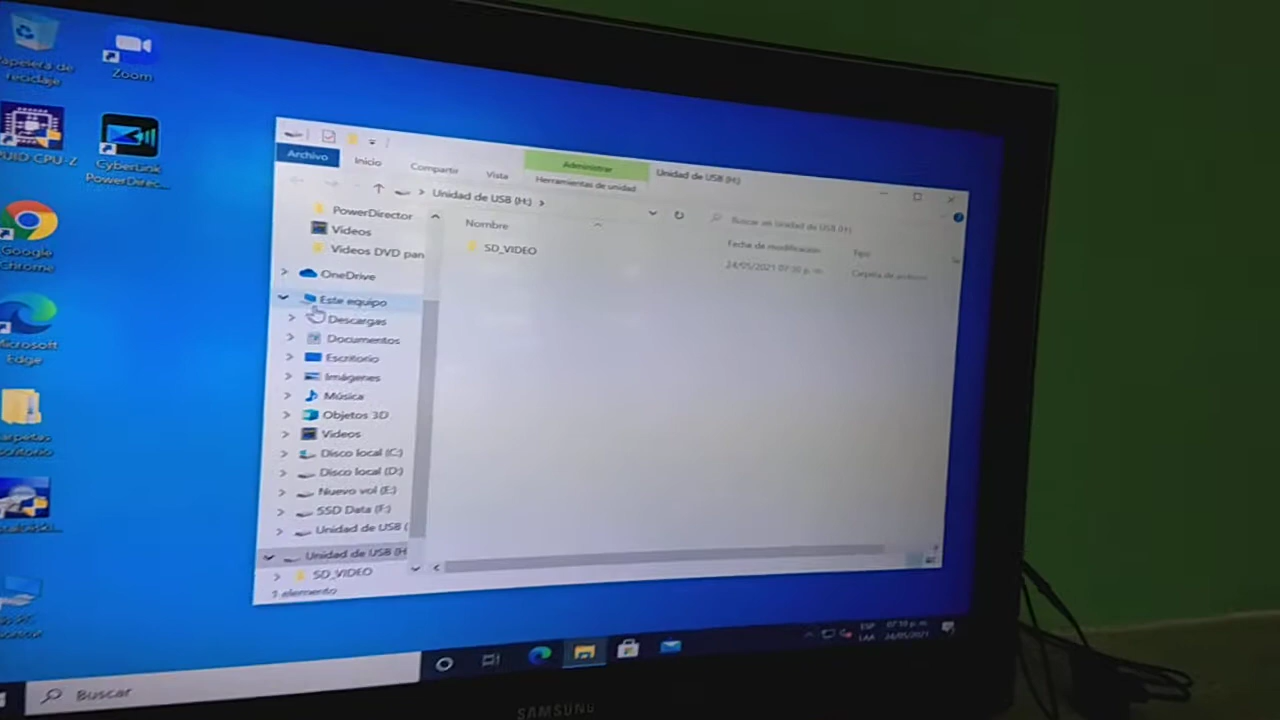 Papelera de
reciclaje
Zoom
CPUID CPU-Z
CyberLink
PowerDirec...
Google
Chrome
Microsoft
Edge
Archivo
Inicio
Compartir
Vista
Administrar
Herramientas de unidad
Unidad de USB (H:)
Unidad de USB (H:)
Buscar en Unidad de USB (H:)
PowerDirector
Videos
Videos DVD pan
OneDrive
Este equipo
Descargas
Documentos
Escritorio
Imágenes
Música
Objetos 3D
Videos
Disco local (C:)
Disco local (D:)
Nuevo vol (E:)
SSD Data (F:)
Unidad de USB (
Unidad de USB (H
SD_VIDEO
1 elemento
Nombre
Fecha de modificación
Tipo
SD_VIDEO
24/05/2021 07:10 p. m.
Carpeta de archivos
Buscar
ESP
LAA
07:10 p. m.
24/05/2021
SAMSUNG